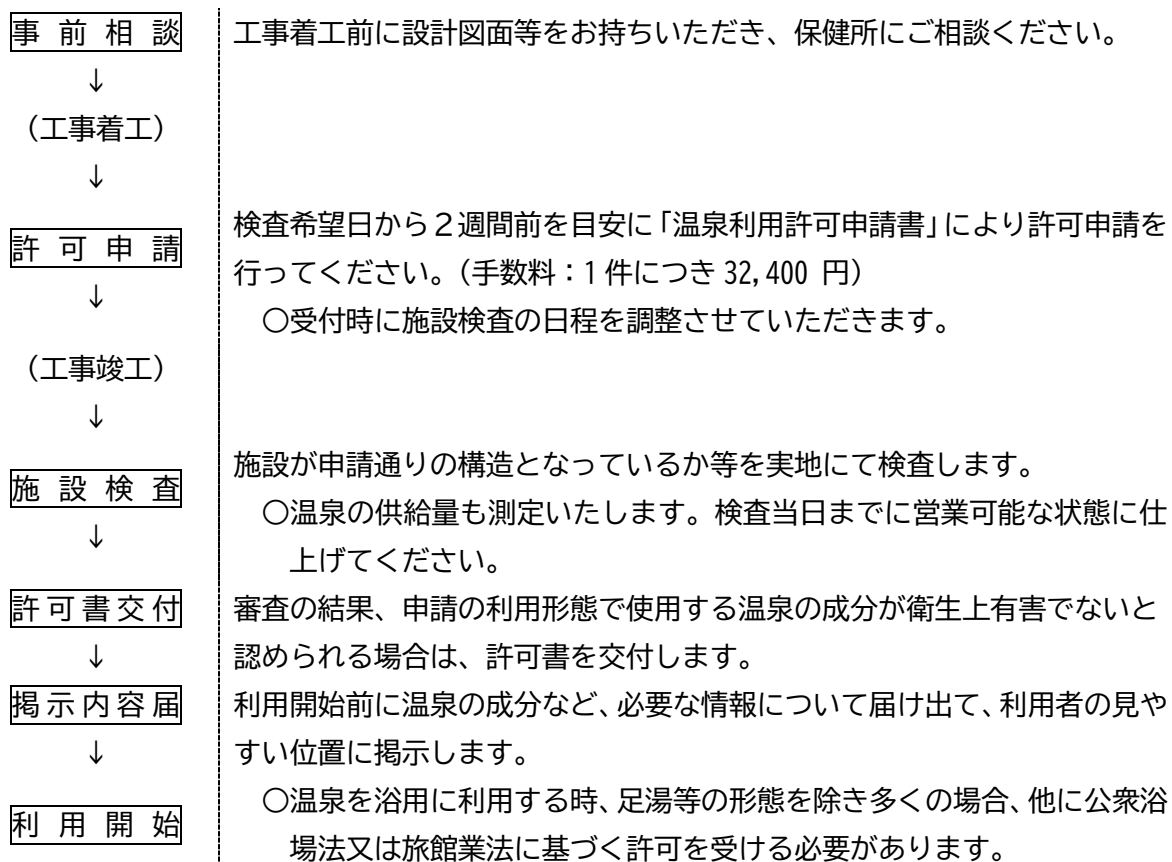 事前相談
工事着工前に設計図面等をお持ちいただき、保健所にご相談ください。
↓
(工事着工)
↓
許可申請
検査希望日から2週間前を目安に「温泉利用許可申請書」により許可申請を
行ってください。(手数料:1件につき 32,400 円)
○受付時に施設検査の日程を調整させていただきます。
↓
(工事竣工)
↓
施設検査
施設が申請通りの構造となっているか等を実地にて検査します。
○温泉の供給量も測定いたします。検査当日までに営業可能な状態に仕
上げてください。
↓
許可書交付
審査の結果、申請の利用形態で使用する温泉の成分が衛生上有害でないと
認められる場合は、許可書を交付します。
↓
掲示内容届
利用開始前に温泉の成分など、必要な情報について届け出て、利用者の見や
すい位置に掲示します。
↓
利用開始
○温泉を浴用に利用する時、足湯等の形態を除き多くの場合、他に公衆浴
場法又は旅館業法に基づく許可を受ける必要があります。